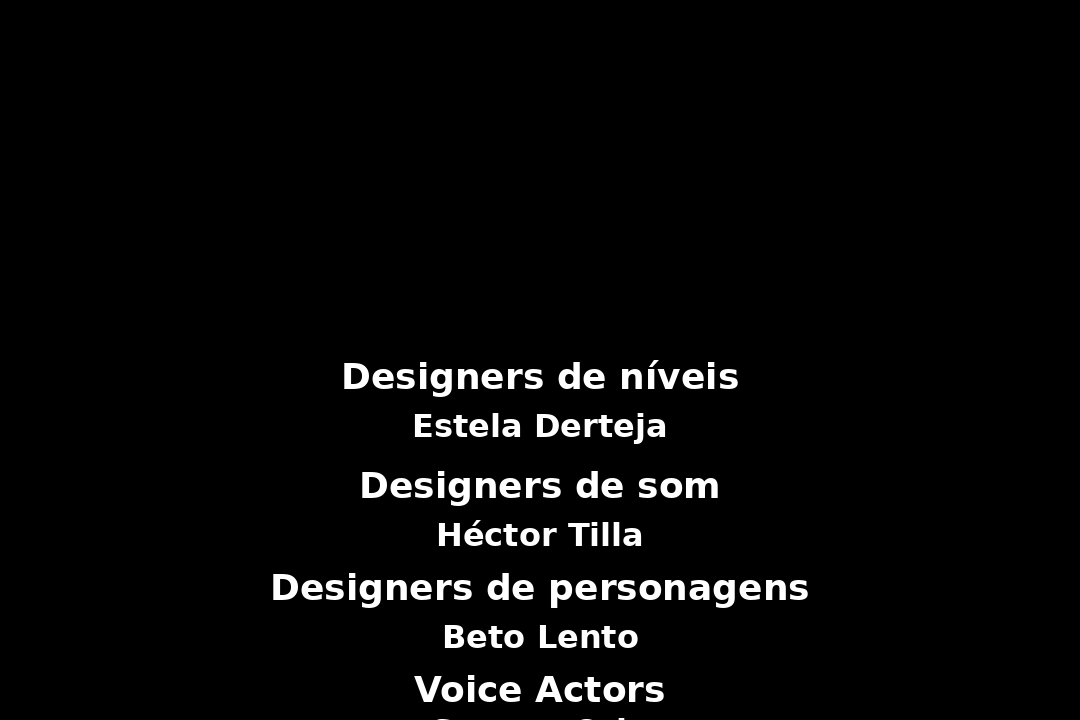 Designers de níveis
Estela Derteja
Designers de som
Héctor Tilla
Designers de personagens
Beto Lento
Voice Actors